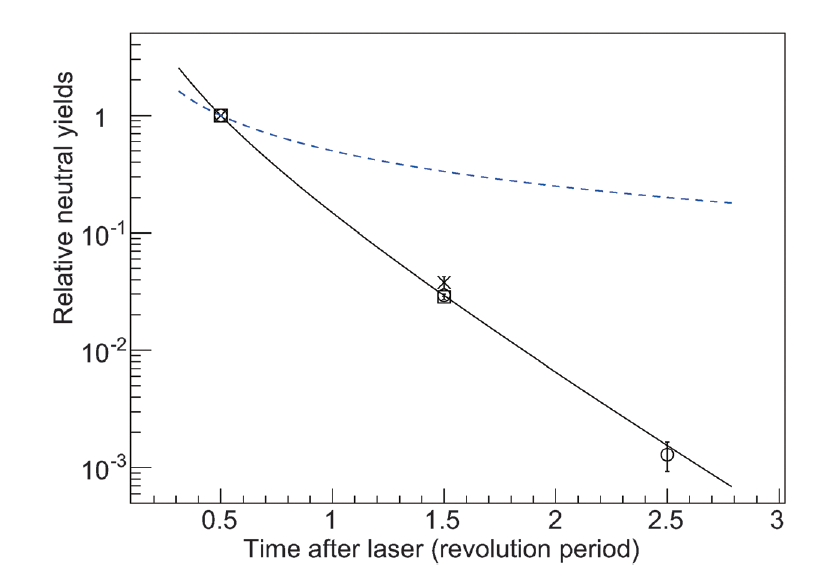 Relative neutral yields
1
10-1
10-2
10-3
0.5 1 1.5 2 2.5 3
Time after laser (revolution period)